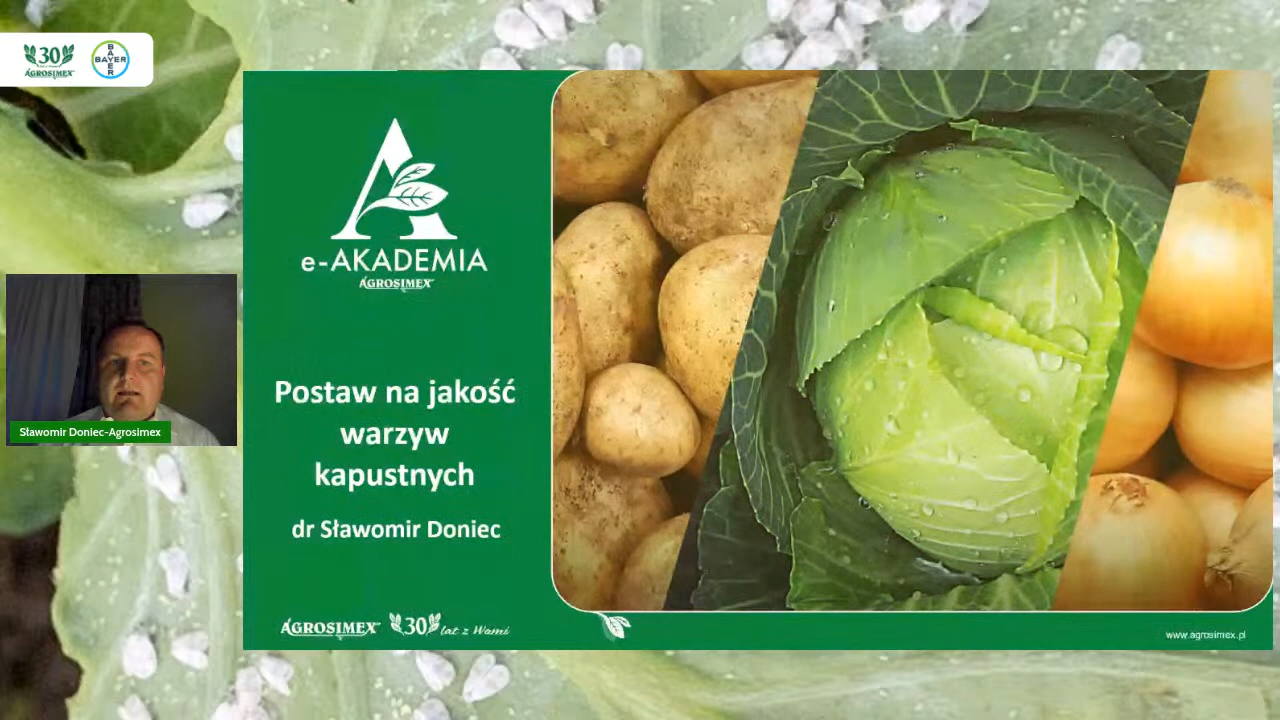 30
AGROSIMEX
BAYER
BAYER
e-AKADEMIA
AGROSIMEX
Postaw na jakość
warzyw
kapustnych
dr Sławomir Doniec
Sławomir Doniec-Agrosimex
AGROSIMEX 30 lat z Wami
www.agrosimex.pl